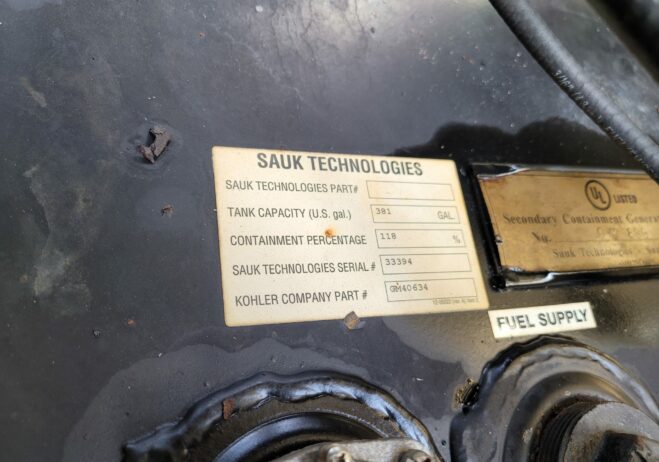 SAUK TECHNOLOGIES
SAUK TECHNOLOGIES PART#
TANK CAPACITY (U.S. gal.) 381 GAL.
CONTAINMENT PERCENTAGE 118 %
SAUK TECHNOLOGIES SERIAL # 33394
KOHLER COMPANY PART # GM40634
UL LISTED
Secondary Containment Genera
No.
Sauk Technologies
FUEL SUPPLY